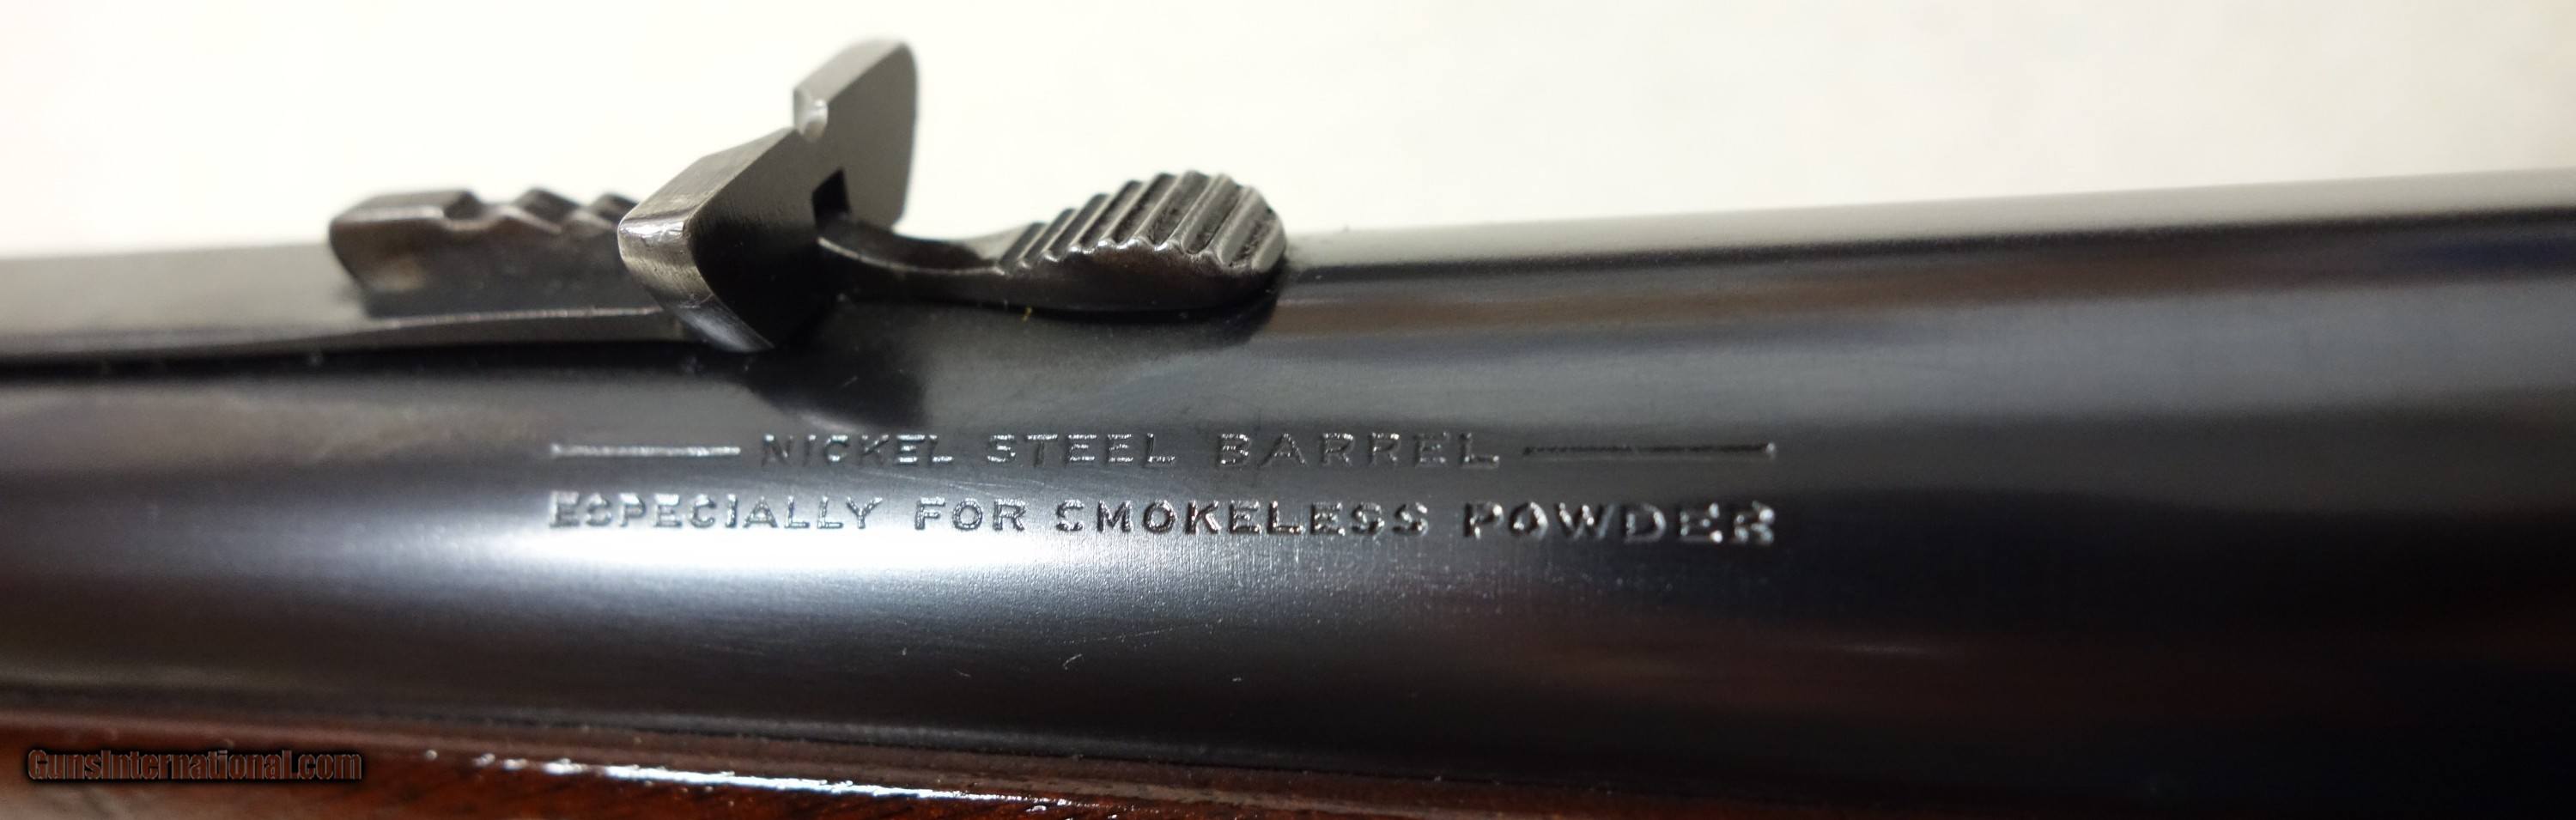 NICKEL STEEL BARREL
ESPECIALLY FOR SMOKELESS POWDER
GunsInternational.com